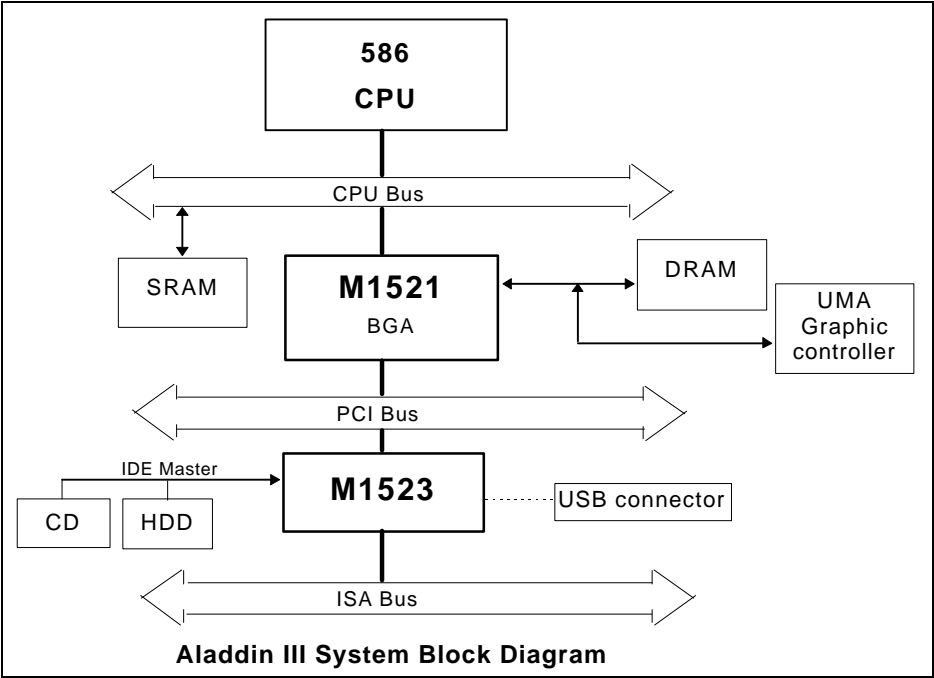 586
CPU
CPU Bus
SRAM
M1521
BGA
DRAM
UMA
Graphic
controller
PCI Bus
IDE Master
CD
HDD
M1523
USB connector
ISA Bus
Aladdin III System Block Diagram